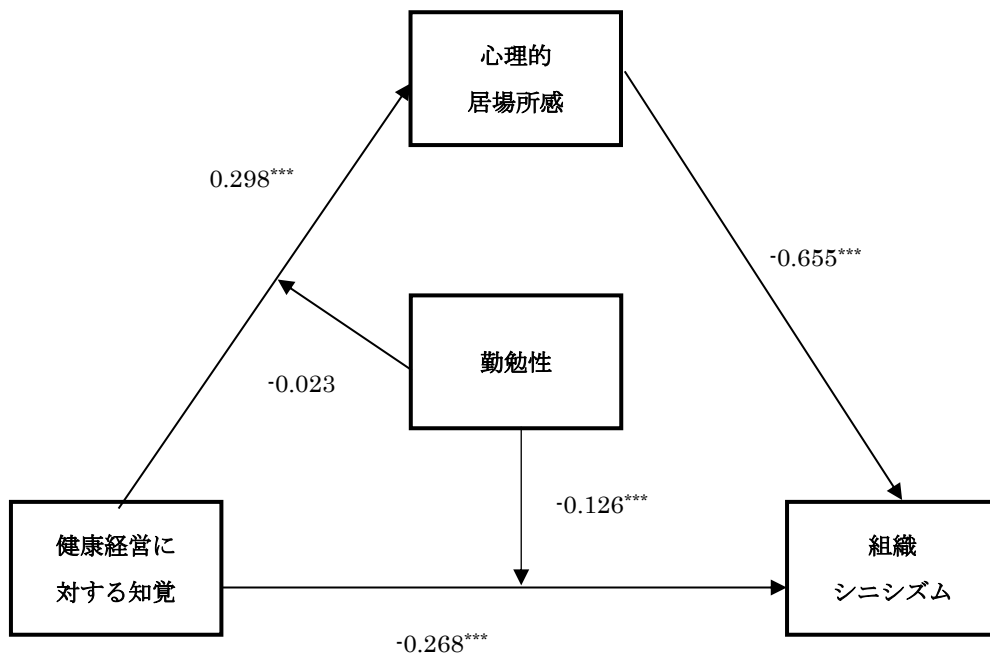 心理的
居場所感
0.298***
-0.655***
勤勉性
-0.023
-0.126***
健康経営に
対する知覚
組織
シニシズム
-0.268***